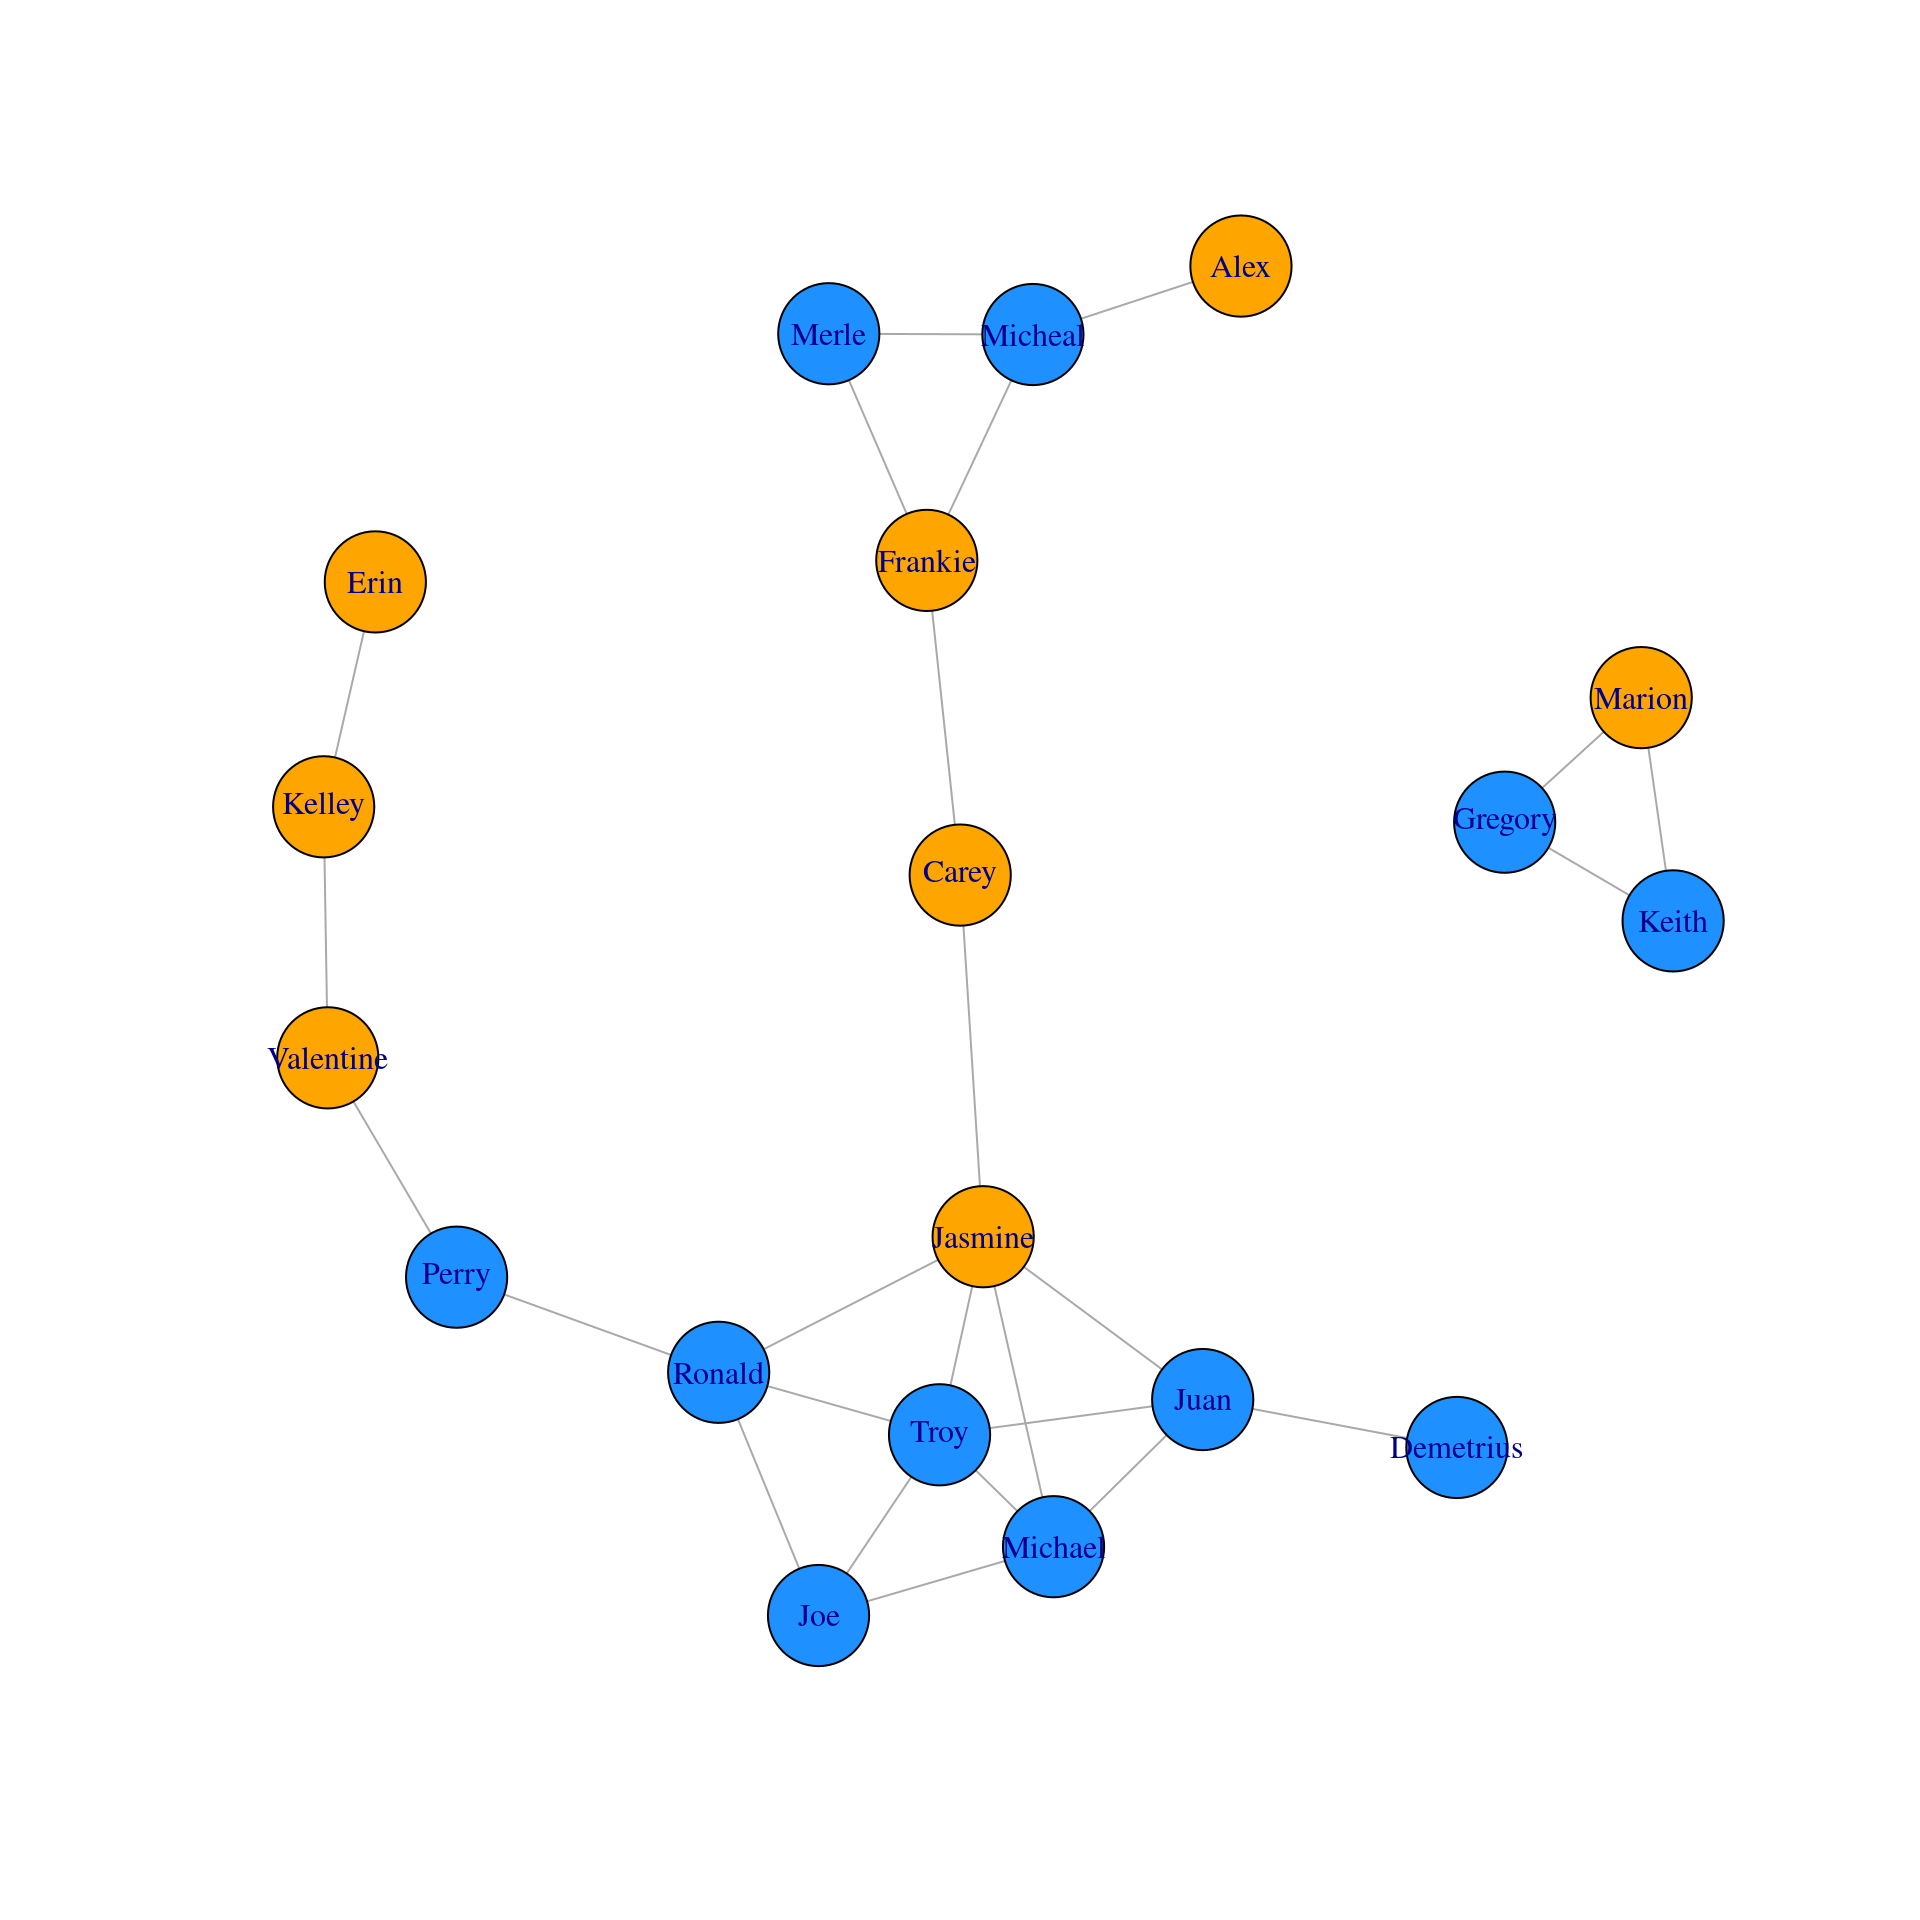 Alex
Merle
Micheal
Frankie
Erin
Marion
Kelley
Gregory
Carey
Keith
Valentine
Jasmine
Perry
Ronald
Juan
Troy
Demetrius
Michael
Joe